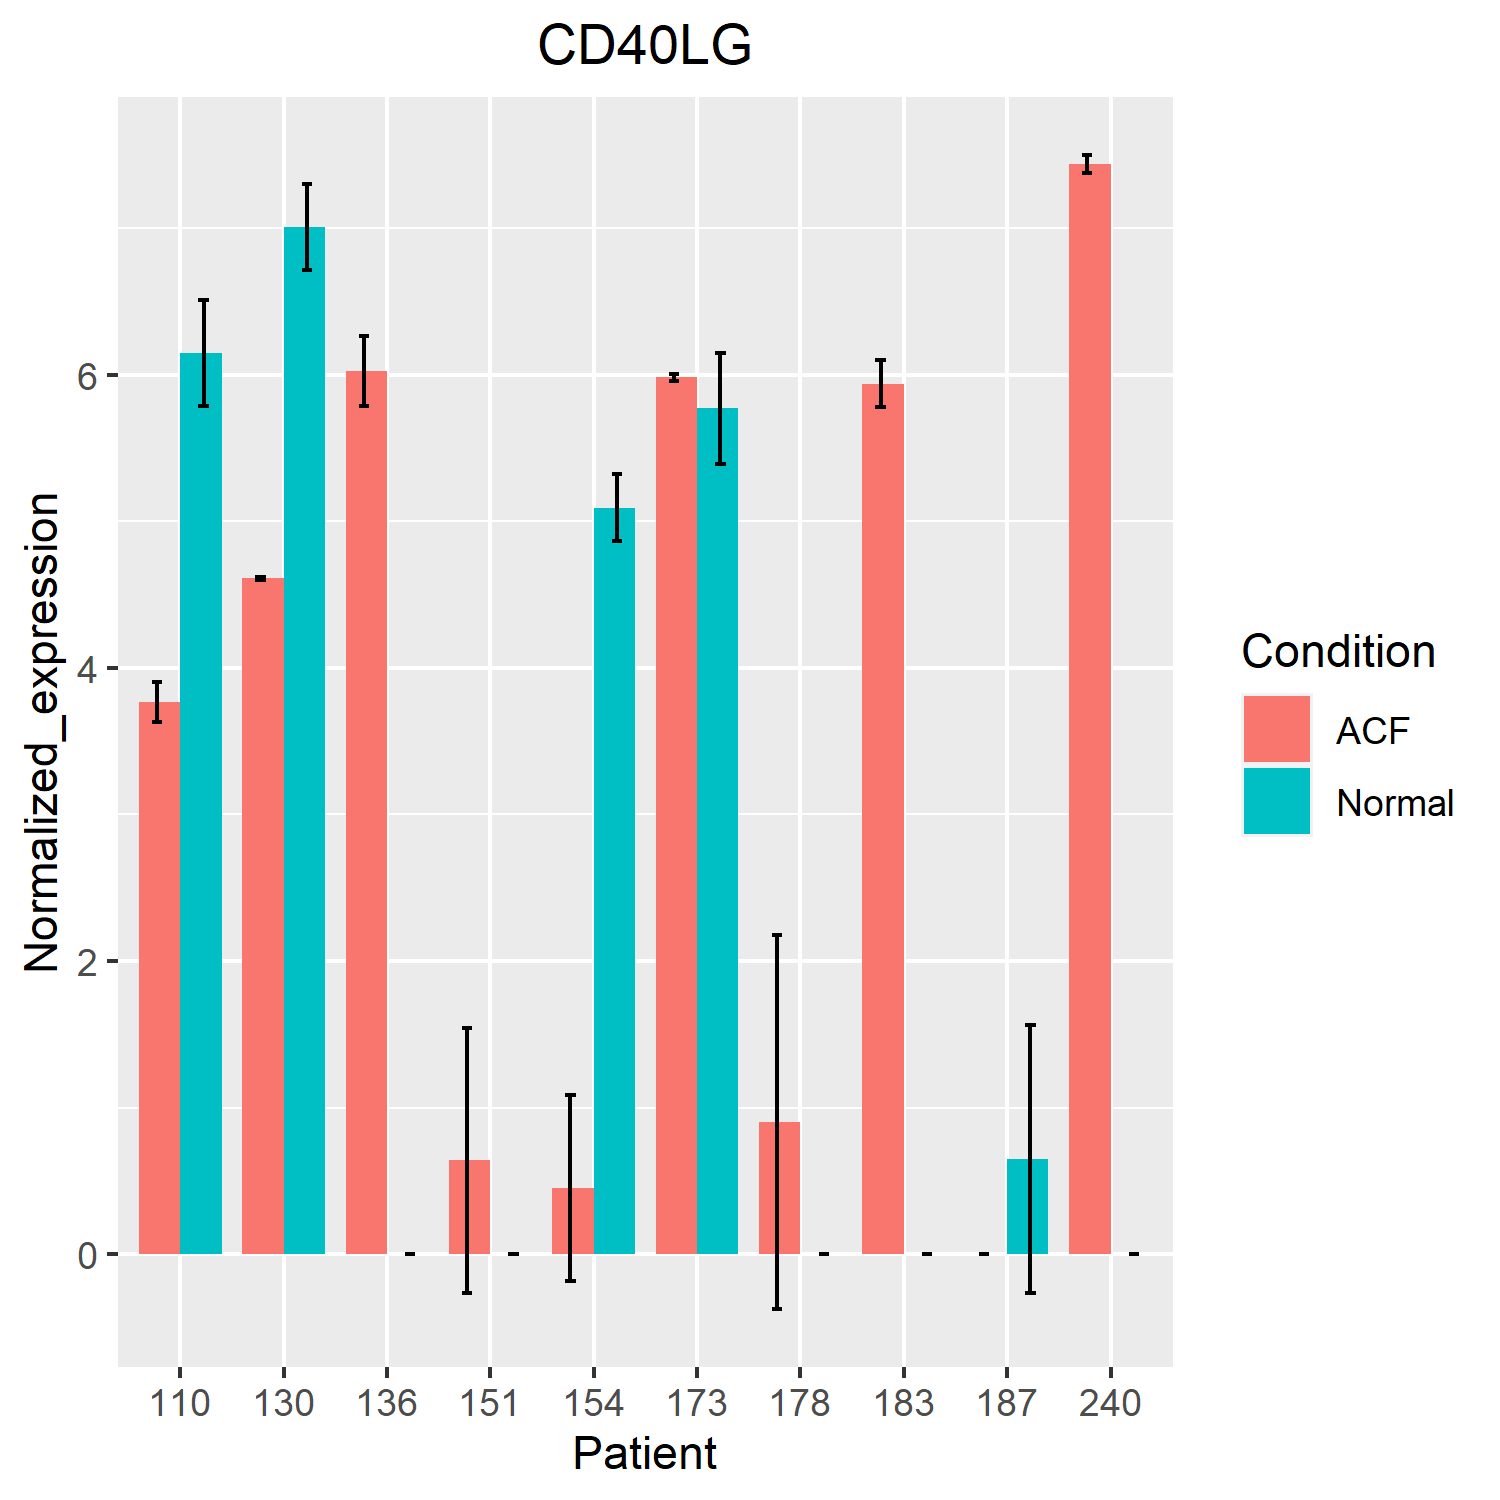 CD40LG
Normalized_expression
6
4
2
0
110 130 136 151 154 173 178 183 187 240
Patient
Condition
ACF
Normal